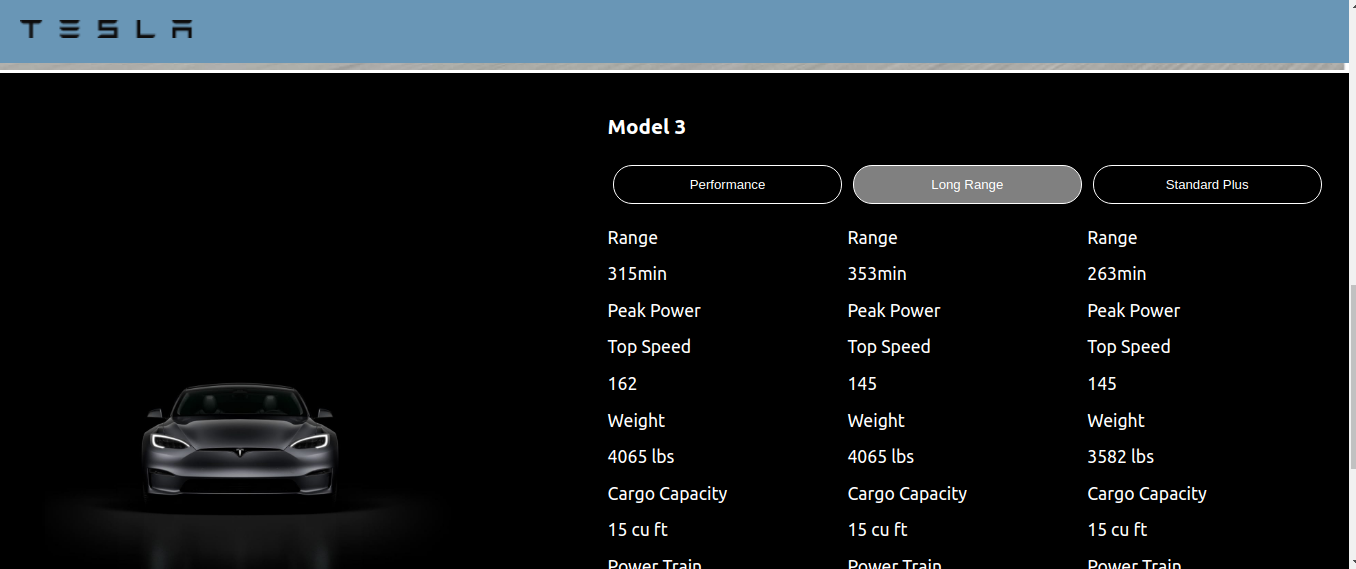 TESLA
Model 3
Performance Long Range Standard Plus
Range Range Range
315min 353min 263min
Peak Power Peak Power Peak Power
Top Speed Top Speed Top Speed
162 145 145
Weight Weight Weight
4065 lbs 4065 lbs 3582 lbs
Cargo Capacity Cargo Capacity Cargo Capacity
15 cu ft 15 cu ft 15 cu ft
Power Train Power Train Power Train